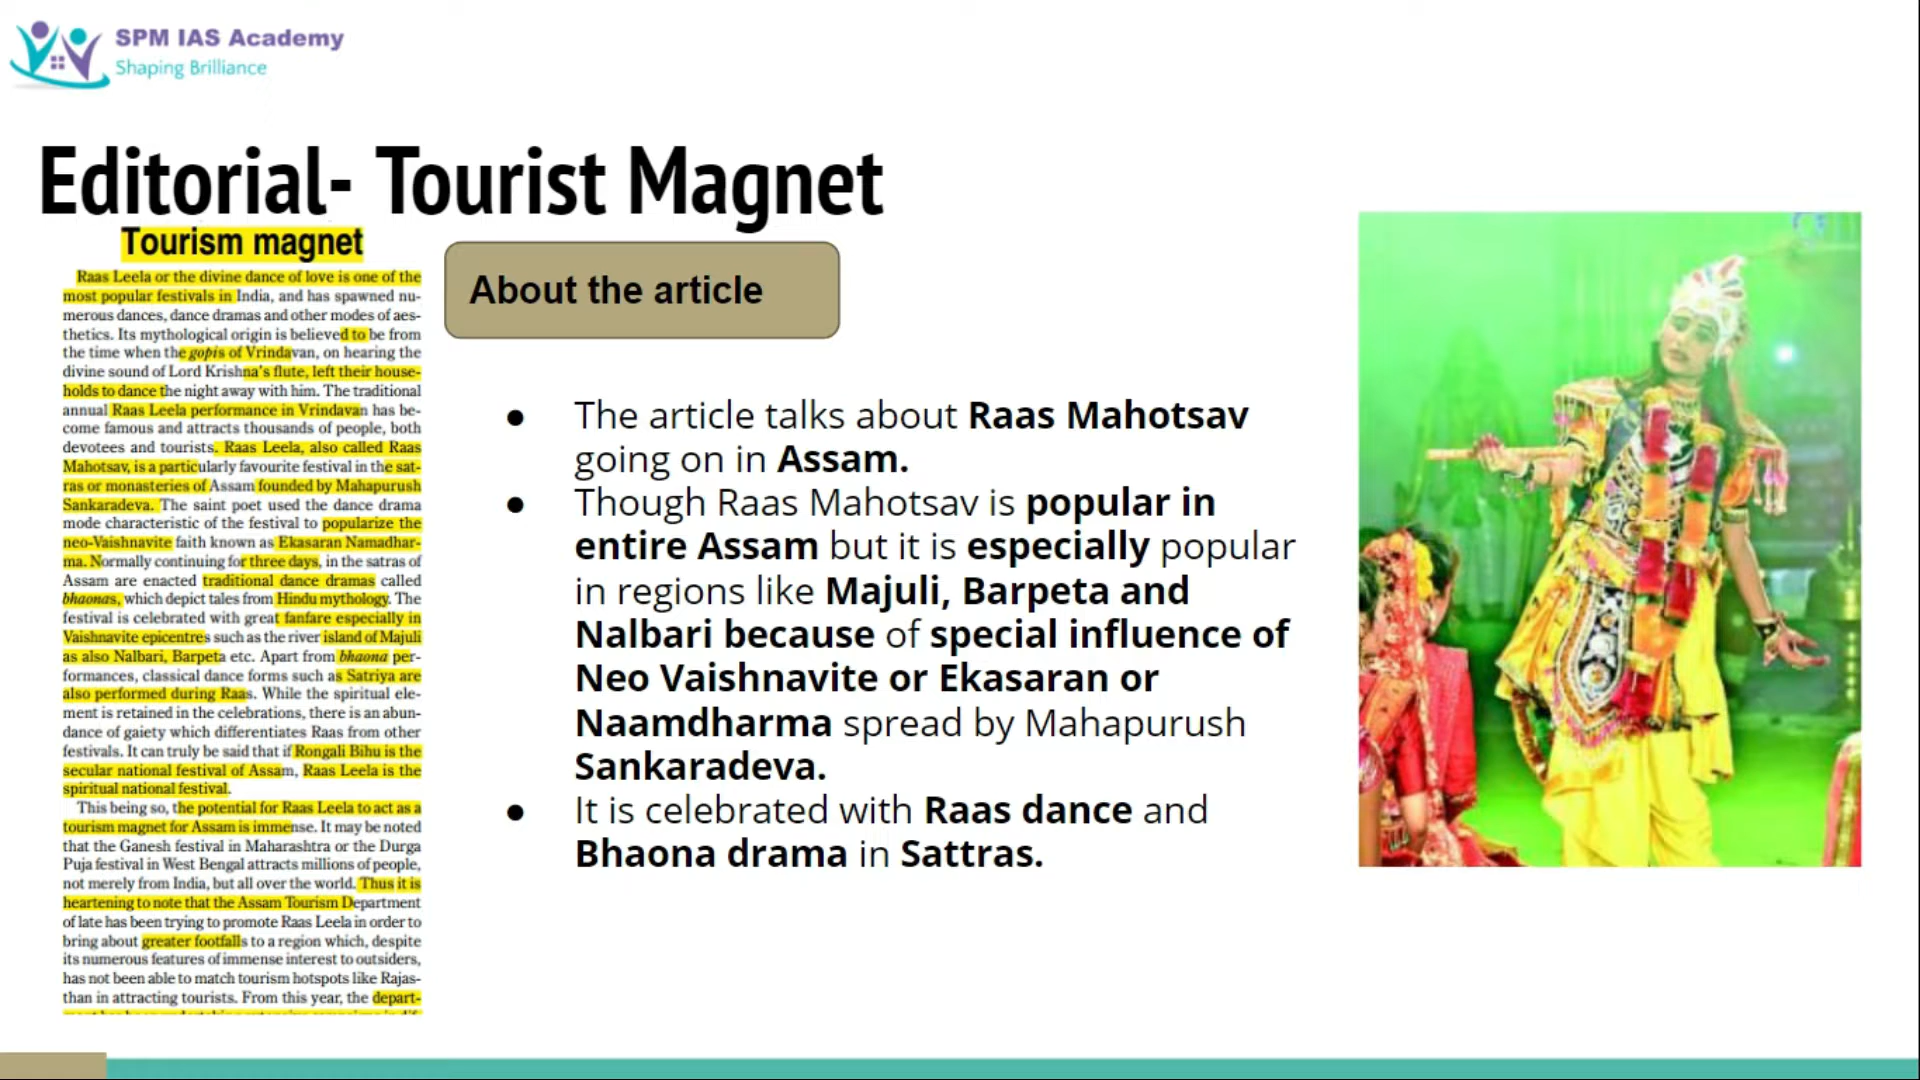 SPM IAS Academy
Shaping Brilliance
Editorial- Tourist Magnet
Tourism magnet
Raas Leela or the divine dance of love is one of the
most popular festivals in India, and has spawned nu-
merous dances, dance dramas and other modes of aes-
thetics. Its mythological origin is believed to be from
the time when the gopis of Vrindavan, on hearing the
divine sound of Lord Krishna's flute, left their house-
holds to dance the night away with him. The traditional
annual Raas Leela performance in Vrindavan has be-
come famous and attracts thousands of people, both
devotees and tourists. Raas Leela, also called Raas
Mahotsav, is a particularly favourite festival in the sat-
ras or monasteries of Assam founded by Mahapurush
Sankaradeva. The saint poet used the dance drama
mode characteristic of the festival to popularize the
neo-Vaishnavite faith known as Ekasaran Namadhar-
ma. Normally continuing for three days, in the satras of
Assam are enacted traditional dance dramas called
bhaonas, which depict tales from Hindu mythology. The
festival is celebrated with great fanfare especially in
Vaishnavite epicentres such as the river island of Majuli
as also Nalbari, Barpeta etc. Apart from bhaona per-
formances, classical dance forms such as Satriya are
also performed during Raas. While the spiritual ele-
ment is retained in the celebrations, there is an abun-
dance of gaiety which differentiates Raas from other
festivals. It can truly be said that if Rongali Bihu is the
secular national festival of Assam, Raas Leela is the
spiritual national festival.
This being so, the potential for Raas Leela to act as a
tourism magnet for Assam is immense. It may be noted
that the Ganesh festival in Maharashtra or the Durga
Puja festival in West Bengal attracts millions of people,
not merely from India, but all over the world. Thus it is
heartening to note that the Assam Tourism Department
of late has been trying to promote Raas Leela in order to
bring about greater footfalls to a region which, despite
its numerous features of immense interest to outsiders,
has not been able to match tourism hotspots like Rajas-
than in attracting tourists. From this year, the depart-
About the article
● The article talks about Raas Mahotsav
going on in Assam.
● Though Raas Mahotsav is popular in
entire Assam but it is especially popular
in regions like Majuli, Barpeta and
Nalbari because of special influence of
Neo Vaishnavite or Ekasaran or
Naamdharma spread by Mahapurush
Sankaradeva.
● It is celebrated with Raas dance and
Bhaona drama in Sattras.